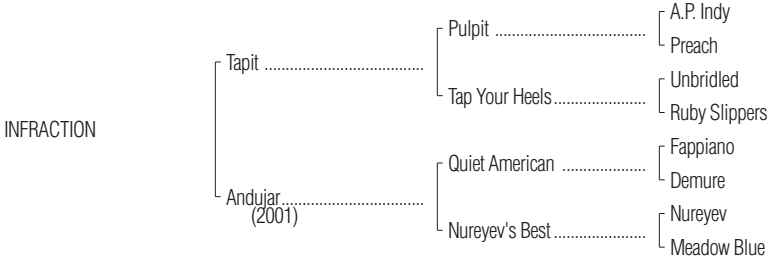 A.P. Indy
Pulpit ......................................
Preach
Tapit ........................................
Unbridled
Tap Your Heels.......................
Ruby Slippers
INFRACTION
Fappiano
Quiet American .....................
Demure
Andujar....................................
(2001)
Nureyev
Nureyev's Best.......................
Meadow Blue